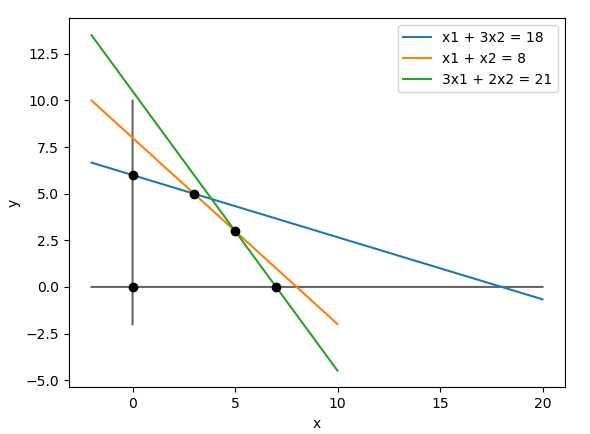 x1 + 3x2 = 18
x1 + x2 = 8
3x1 + 2x2 = 21
12.5
10.0
7.5
5.0
2.5
0.0
−2.5
−5.0
y
0 5 10 15 20
x